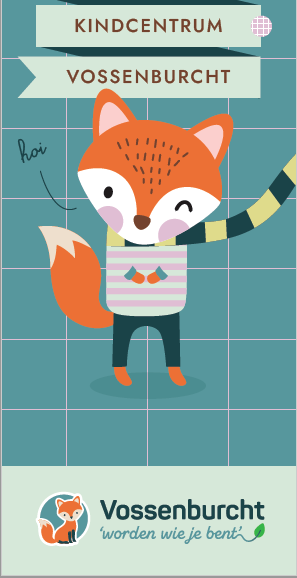 KINDCENTRUM
VOSSENBURCHT
hoi
Vossenburcht
'worden wie je bent'